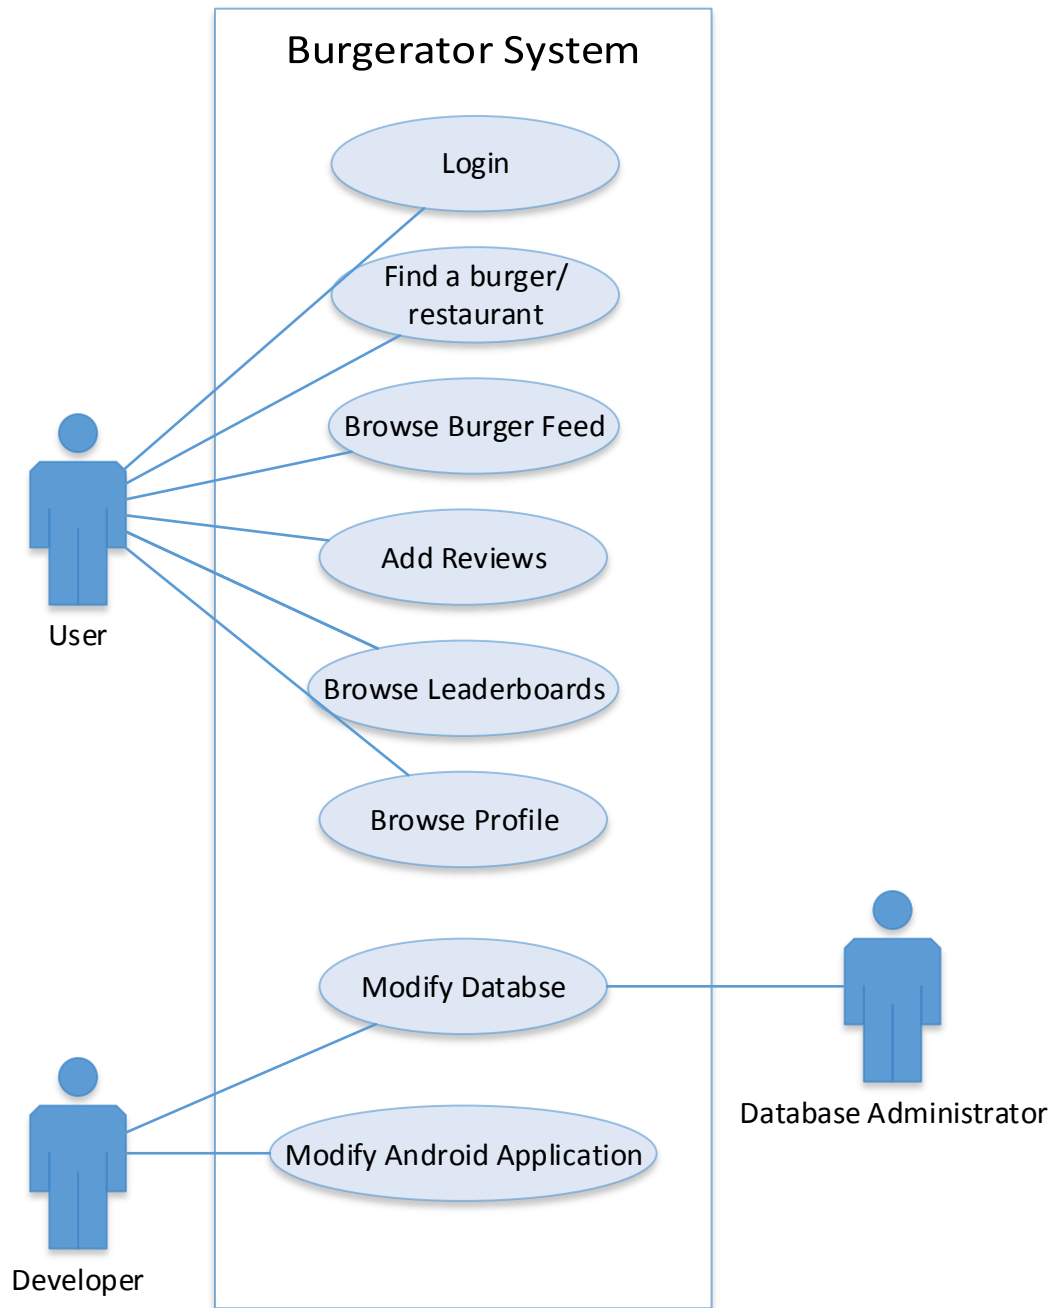 Burgerator System
Login
Find a burger/
restaurant
Browse Burger Feed
Add Reviews
User
Browse Leaderboards
Browse Profile
Modify Databse
Database Administrator
Modify Android Application
Developer